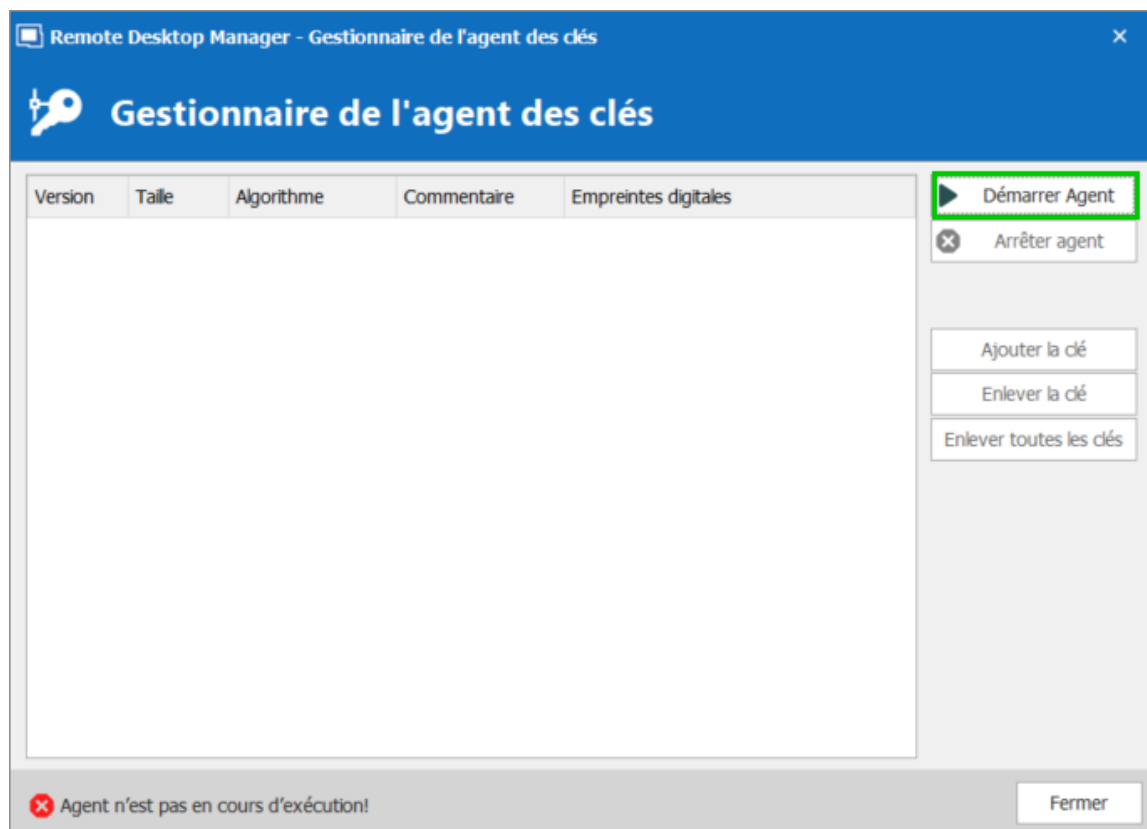 Remote Desktop Manager - Gestionnaire de l'agent des clés
Gestionnaire de l'agent des clés
Version Taille Algorithme Commentaire Empreintes digitales
Démarrer Agent
Arrêter agent
Ajouter la clé
Enlever la clé
Enlever toutes les clés
Agent n'est pas en cours d'exécution!
Fermer